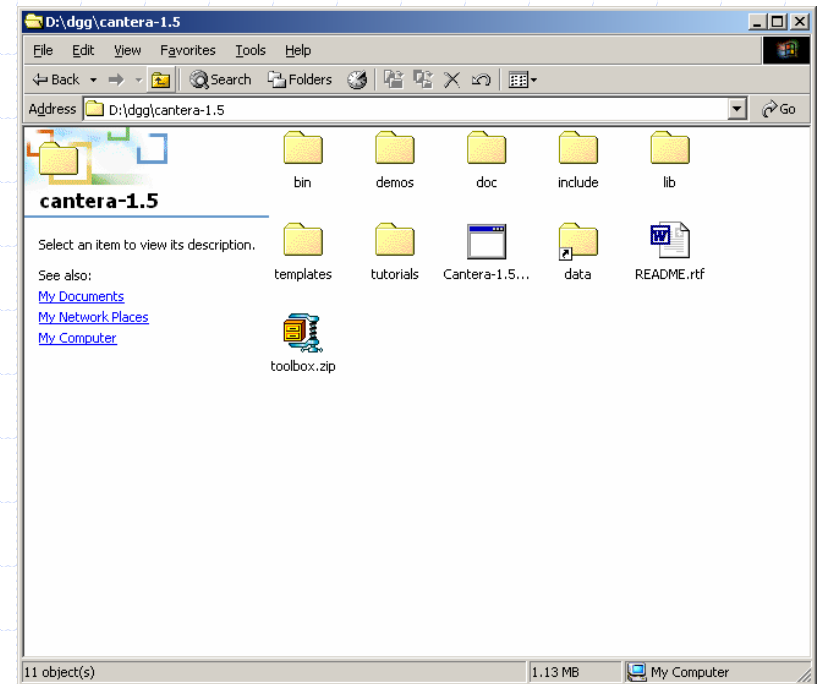 D:\dgg\cantera-1.5
File Edit View Favorites Tools Help
Back Search Folders
Address D:\dgg\cantera-1.5 Go
cantera-1.5
Select an item to view its description.
See also:
My Documents
My Network Places
My Computer
bin demos doc include lib
templates tutorials Cantera-1.5... data README.rtf
toolbox.zip
11 object(s) 1.13 MB My Computer